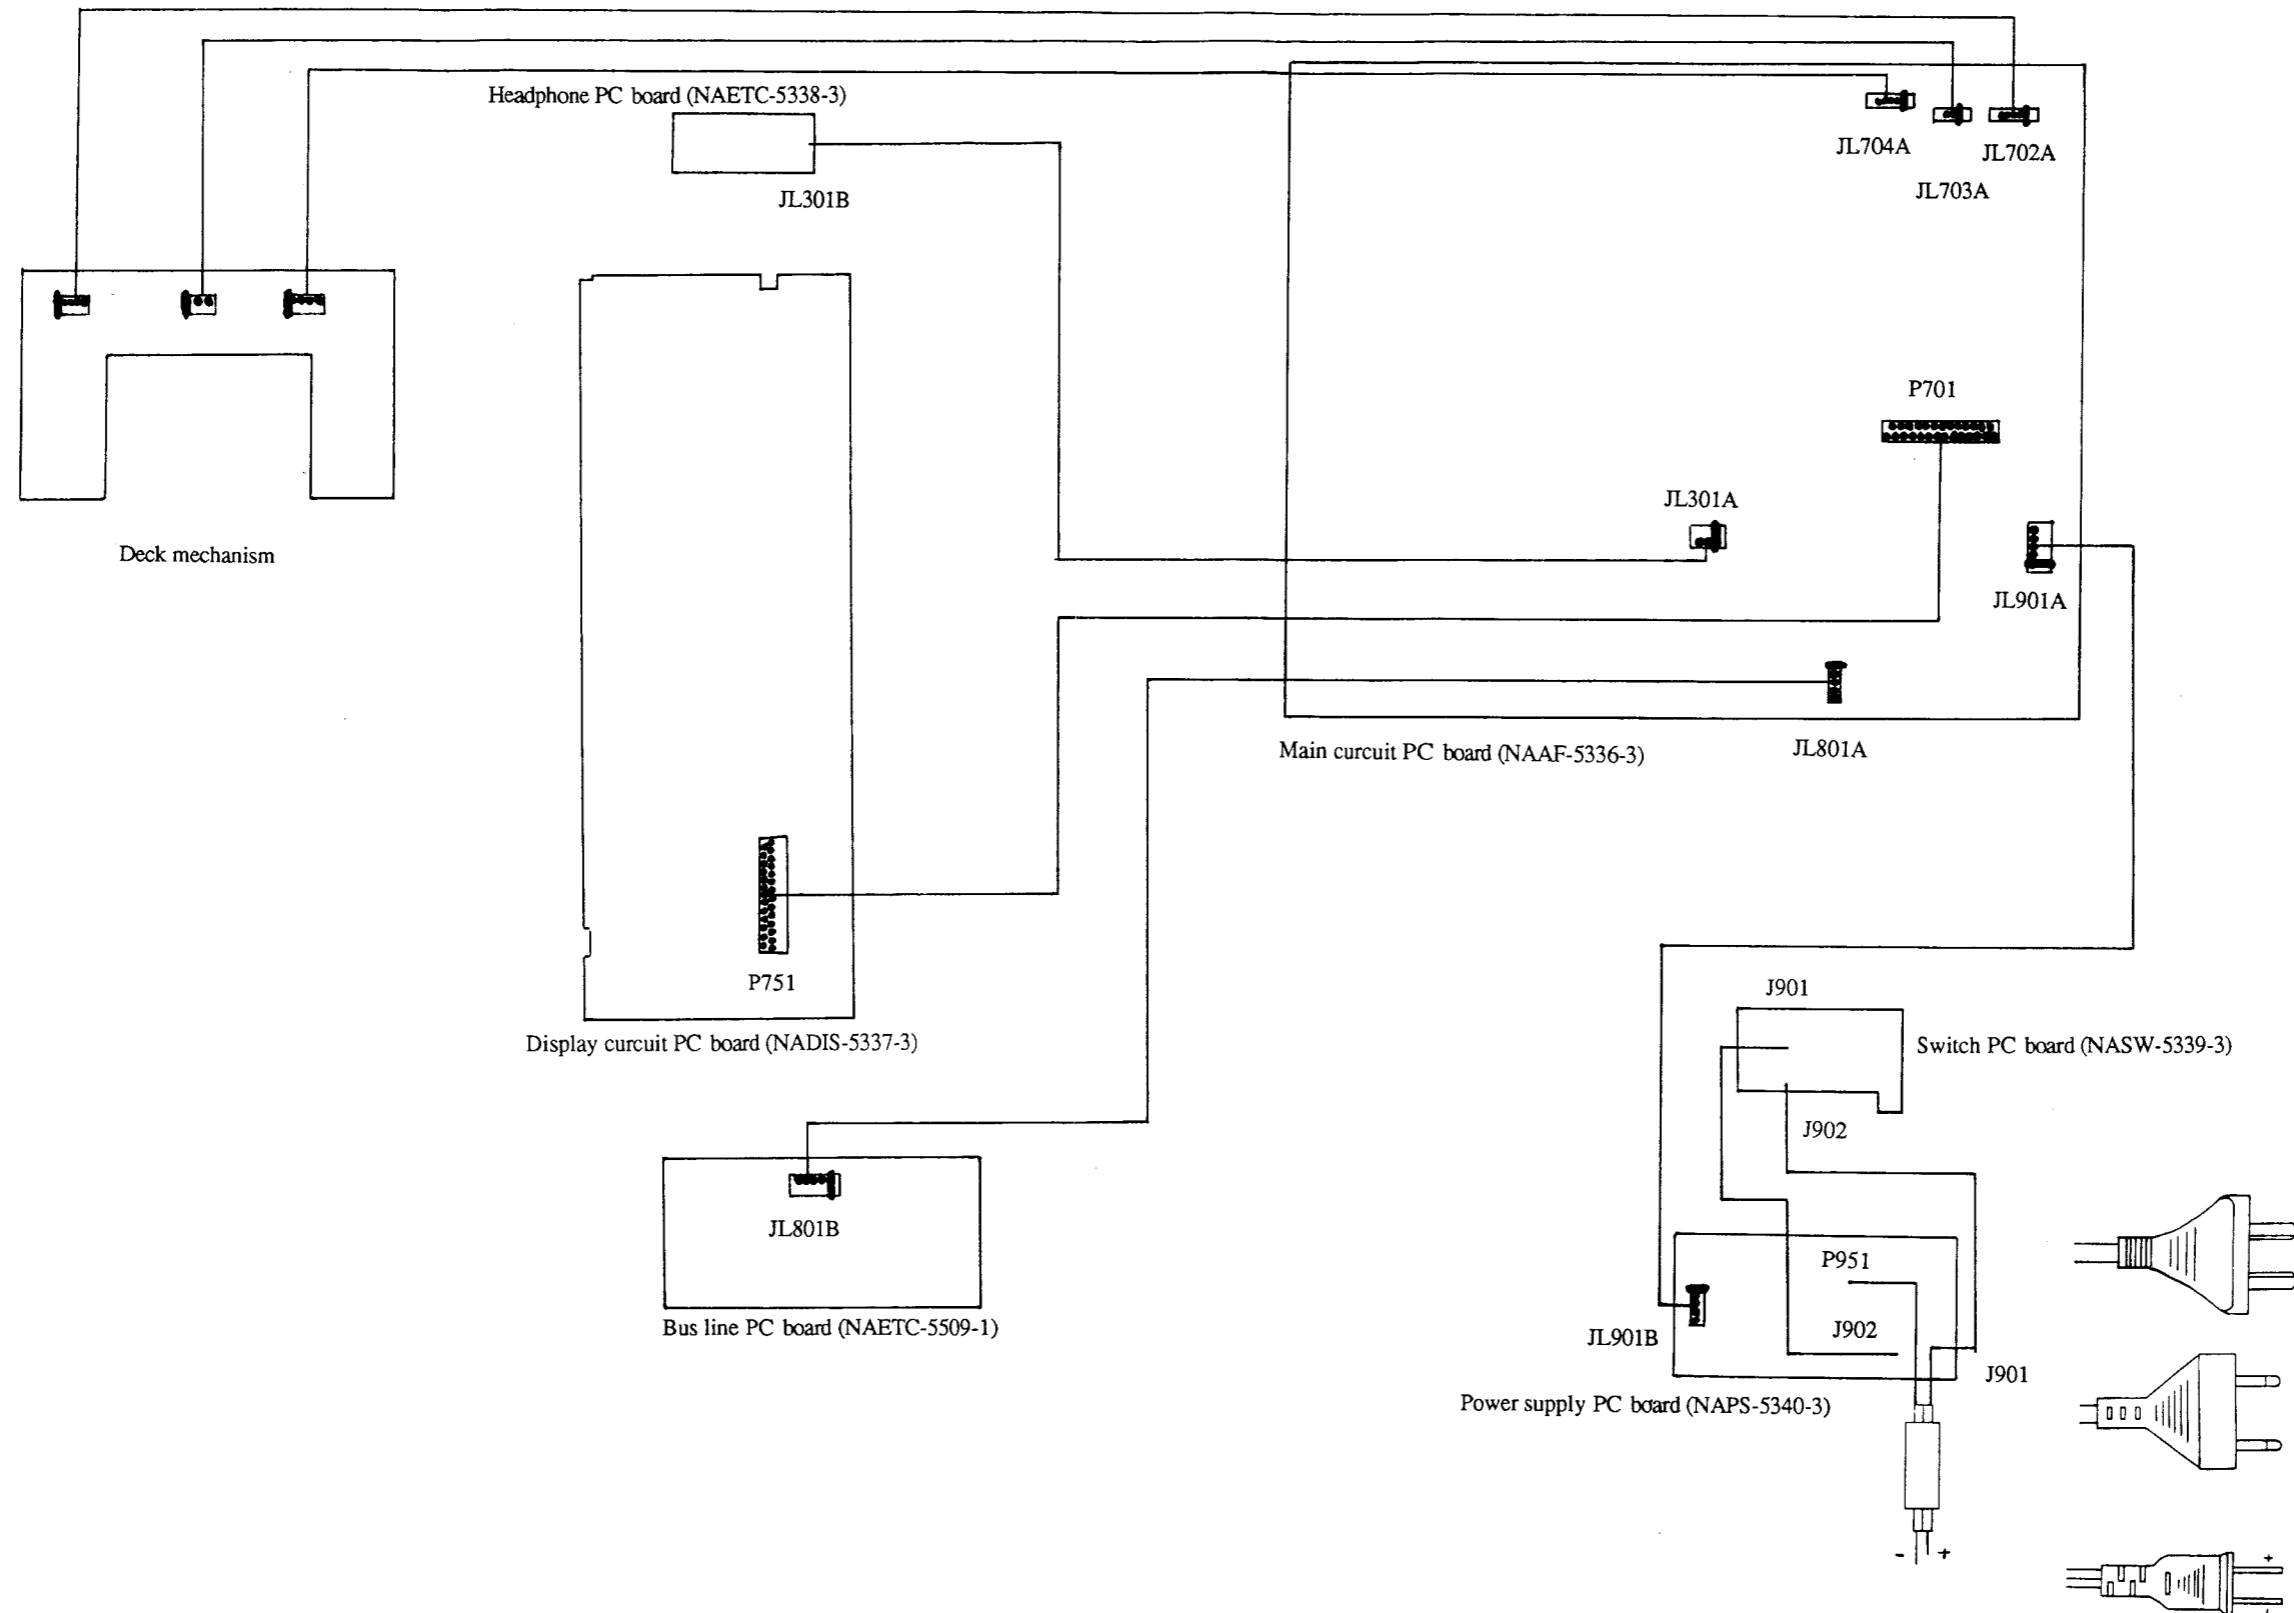 Headphone PC board (NAETC-5338-3)
JL301B
JL704A
JL702A
JL703A
P701
JL301A
JL901A
Deck mechanism
JL801A
Main curcuit PC board (NAAF-5336-3)
P751
J901
Display curcuit PC board (NADIS-5337-3)
Switch PC board (NASW-5339-3)
J902
JL801B
P951
Bus line PC board (NAETC-5509-1)
JL901B
J902
J901
Power supply PC board (NAPS-5340-3)
- +
+